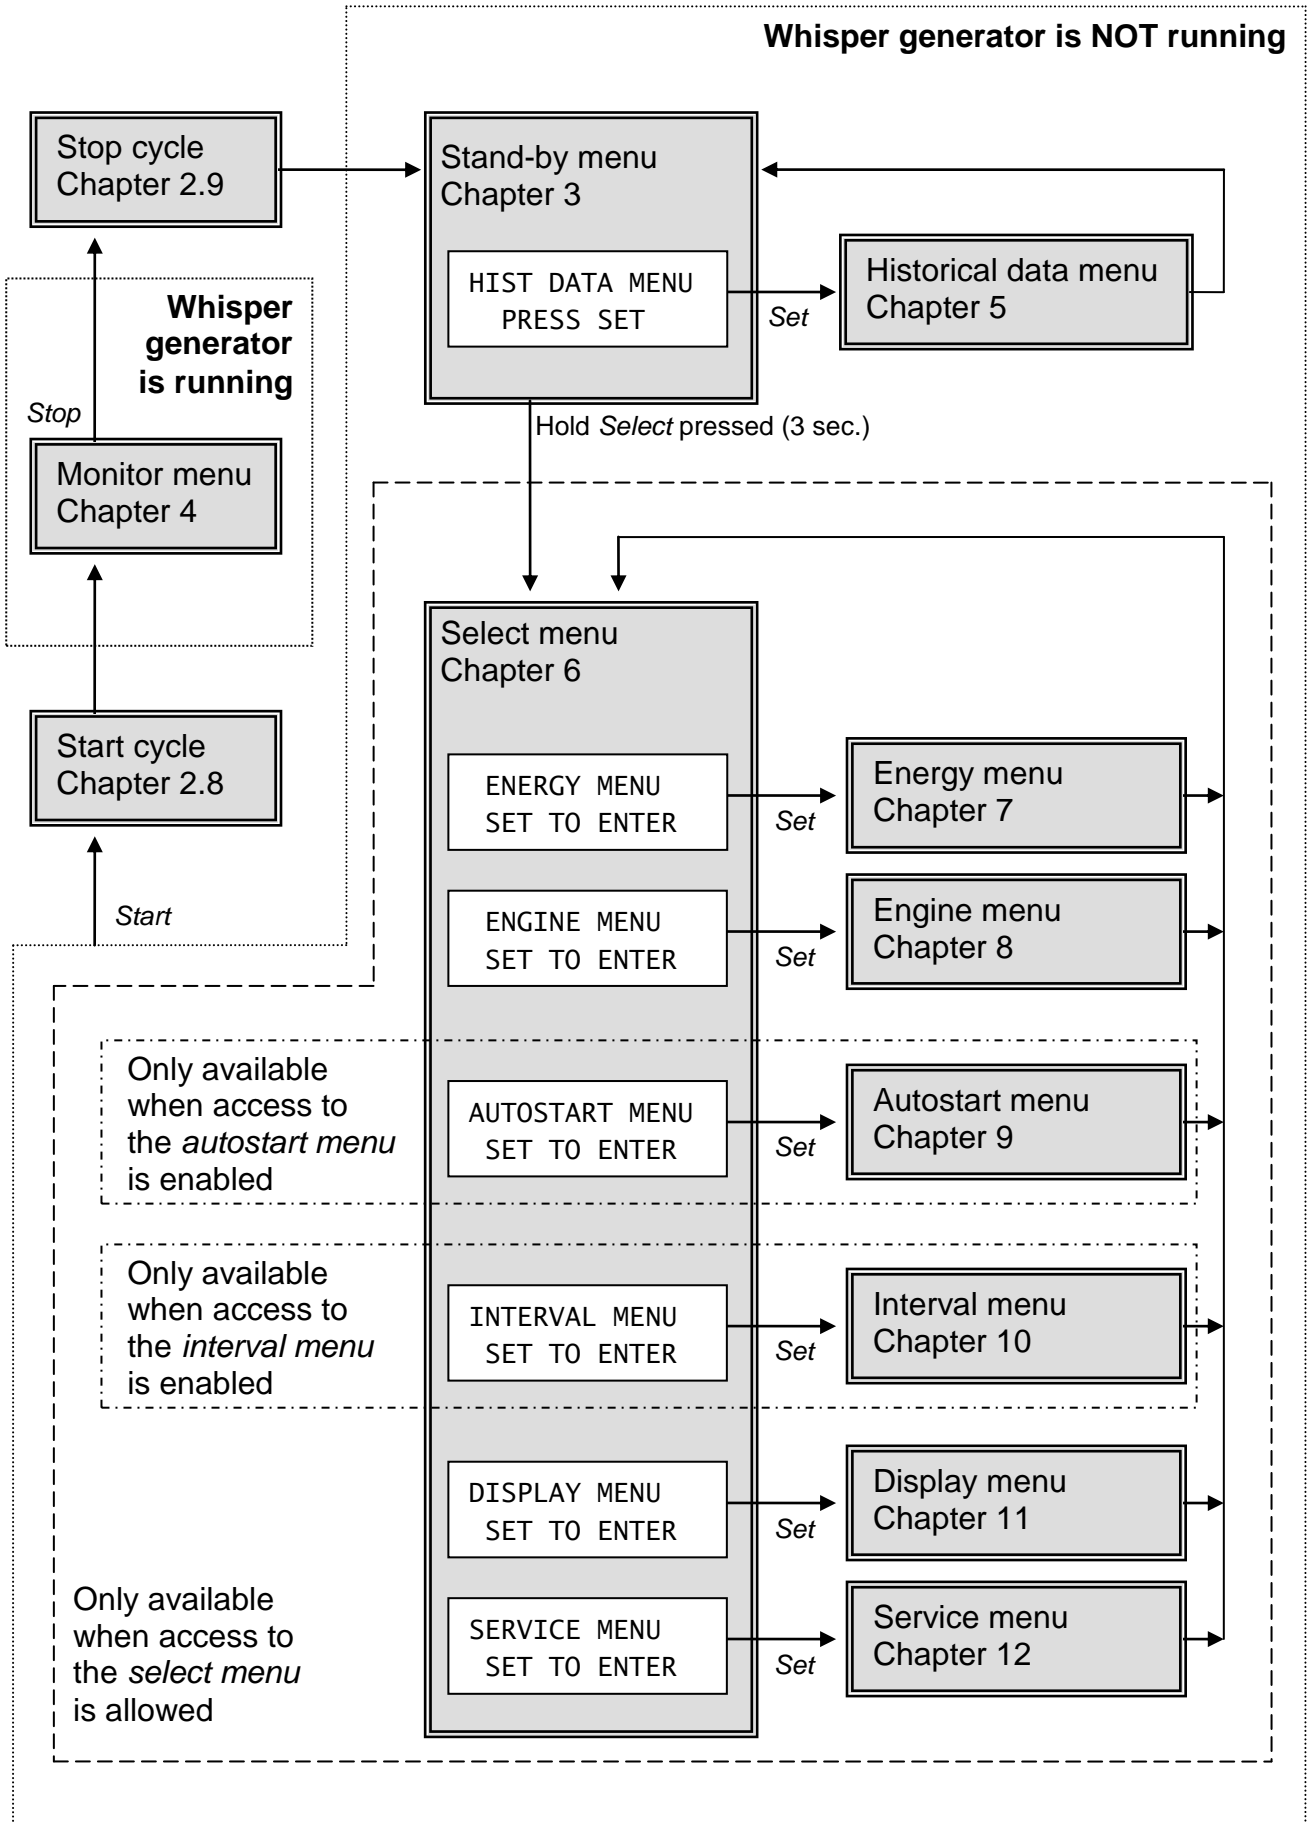 Whisper generator is NOT running
Stop cycle
Chapter 2.9
Stand-by menu
Chapter 3
HIST DATA MENU
PRESS SET
Set
Historical data menu
Chapter 5
Whisper
generator
is running
Stop
Hold Select pressed (3 sec.)
Monitor menu
Chapter 4
Start cycle
Chapter 2.8
Start
Select menu
Chapter 6
ENERGY MENU
SET TO ENTER
Set
Energy menu
Chapter 7
ENGINE MENU
SET TO ENTER
Set
Engine menu
Chapter 8
Only available
when access to
the autostart menu
is enabled
AUTOSTART MENU
SET TO ENTER
Set
Autostart menu
Chapter 9
Only available
when access to
the interval menu
is enabled
INTERVAL MENU
SET TO ENTER
Set
Interval menu
Chapter 10
DISPLAY MENU
SET TO ENTER
Set
Display menu
Chapter 11
Only available
when access to
the select menu
is allowed
SERVICE MENU
SET TO ENTER
Set
Service menu
Chapter 12